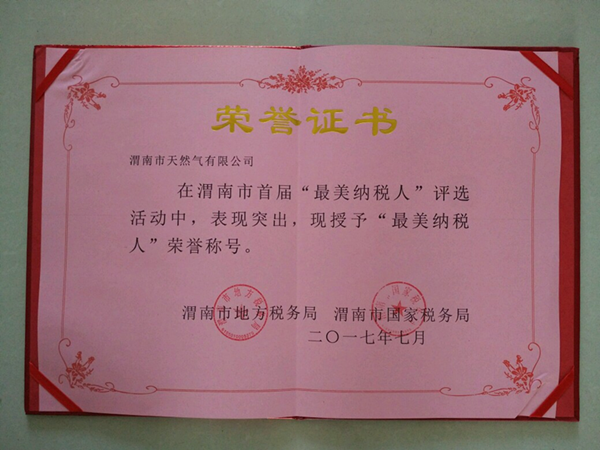 荣誉证书
渭南市天然气有限公司
在渭南市首届“最美纳税人”评选
活动中，表现突出，现授予“最美纳税
人”荣誉称号。
渭南市地方税务局 渭南市国家税务局
二〇一七年七月